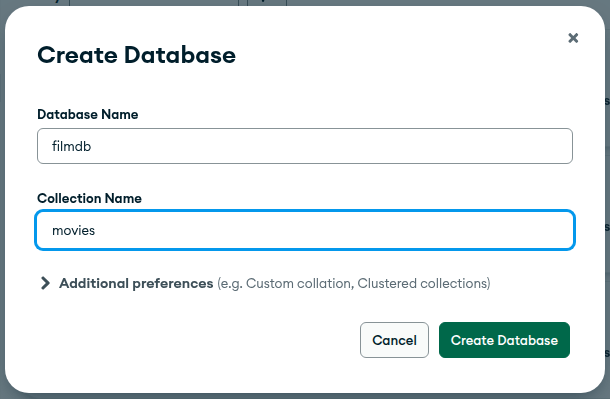 Create Database
Database Name
filmdb
Collection Name
movies
Additional preferences (e.g. Custom collation, Clustered collections)
Cancel Create Database